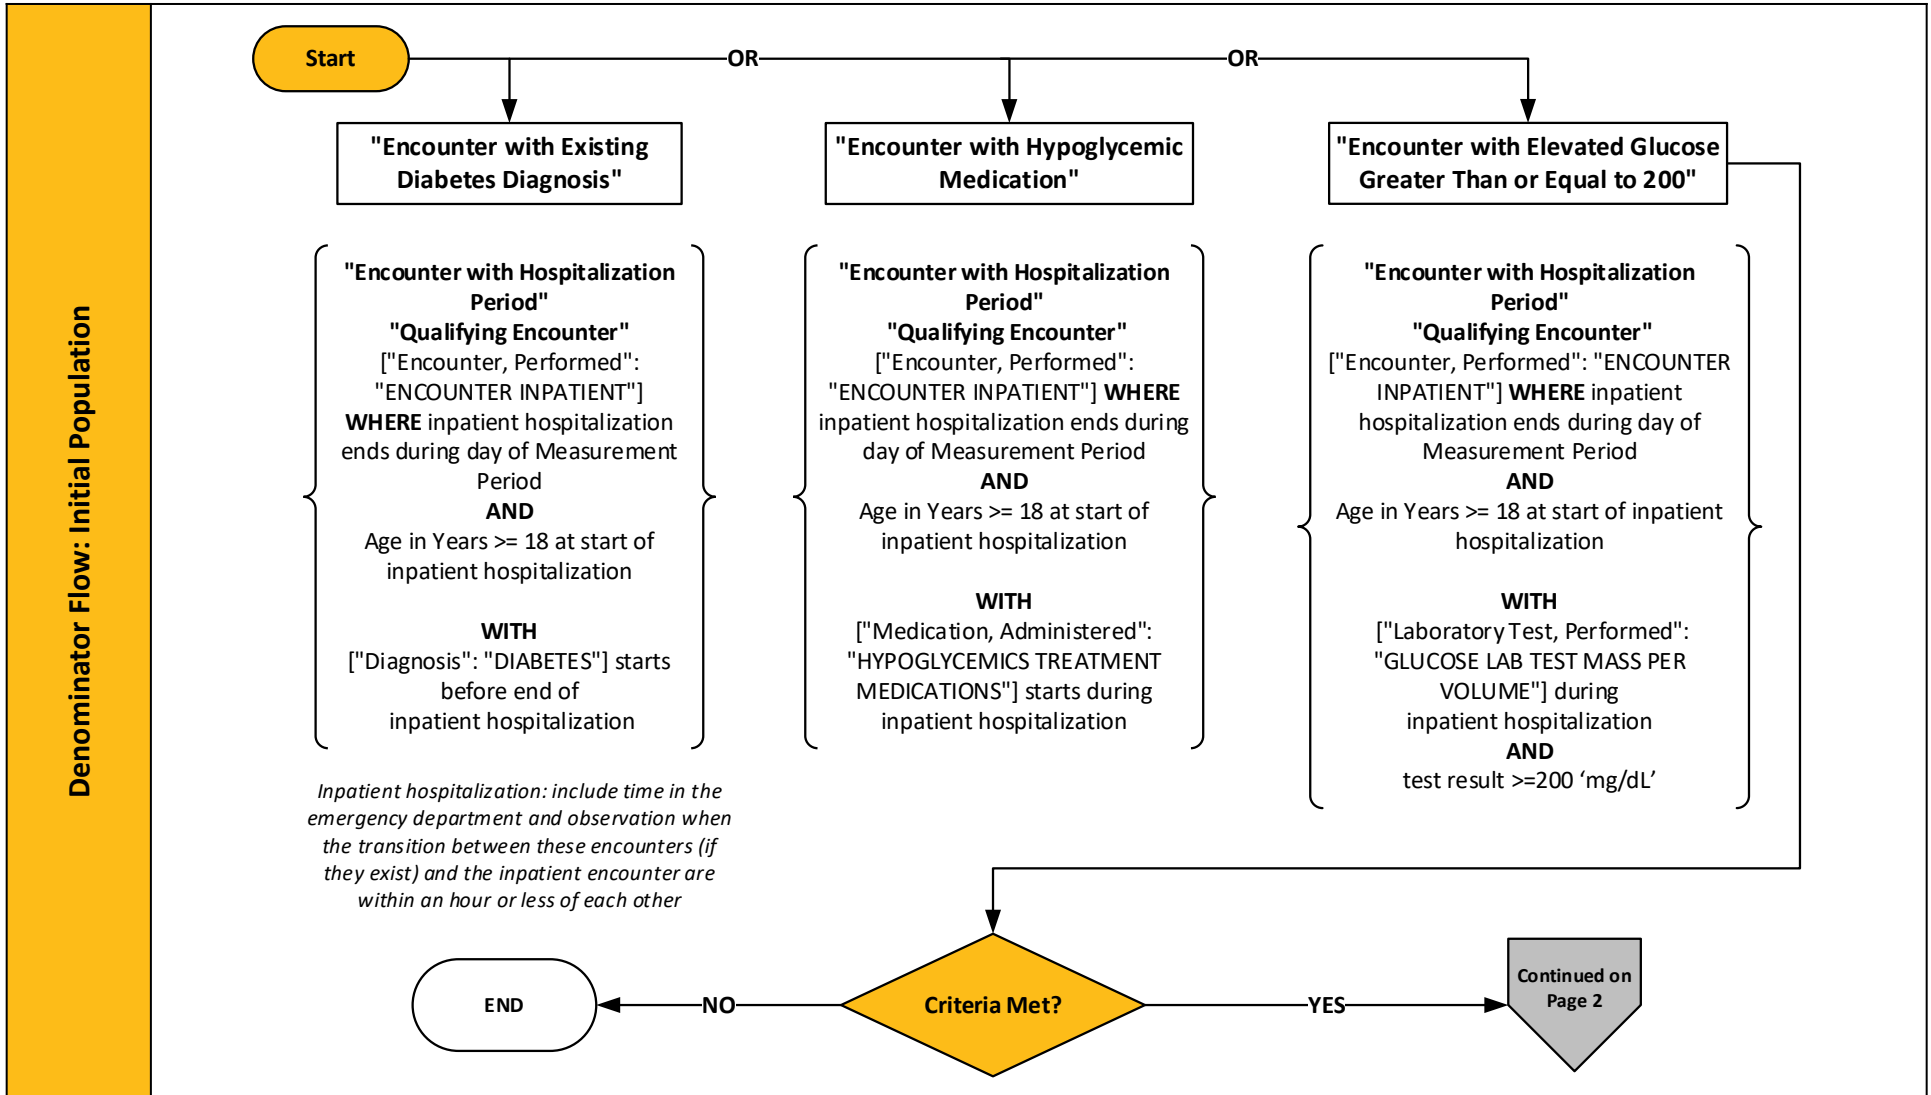 Denominator Flow: Initial Population
Start
OR
OR
"Encounter with Existing
Diabetes Diagnosis"
"Encounter with Hypoglycemic
Medication"
"Encounter with Elevated Glucose
Greater Than or Equal to 200"
"Encounter with Hospitalization
Period"
"Qualifying Encounter"
["Encounter, Performed":
"ENCOUNTER INPATIENT"]
WHERE inpatient hospitalization
ends during day of Measurement
Period
AND
Age in Years >= 18 at start of
inpatient hospitalization
WITH
["Diagnosis": "DIABETES"] starts
before end of
inpatient hospitalization
"Encounter with Hospitalization
Period"
"Qualifying Encounter"
["Encounter, Performed":
"ENCOUNTER INPATIENT"] WHERE
inpatient hospitalization ends during
day of Measurement Period
AND
Age in Years >= 18 at start of
inpatient hospitalization
WITH
["Medication, Administered":
"HYPOGLYCEMICS TREATMENT
MEDICATIONS"] starts during
inpatient hospitalization
"Encounter with Hospitalization
Period"
"Qualifying Encounter"
["Encounter, Performed": "ENCOUNTER
INPATIENT"] WHERE inpatient
hospitalization ends during day of
Measurement Period
AND
Age in Years >= 18 at start of inpatient
hospitalization
WITH
["Laboratory Test, Performed":
"GLUCOSE LAB TEST MASS PER
VOLUME"] during
inpatient hospitalization
AND
test result >=200 ‘mg/dL’
Inpatient hospitalization: include time in the
emergency department and observation when
the transition between these encounters (if
they exist) and the inpatient encounter are
within an hour or less of each other
END
NO
Criteria Met?
YES
Continued on
Page 2